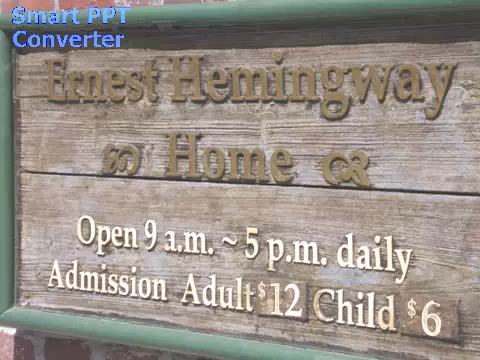 Smart PPT
Converter
Ernest Hemingway
Home
Open 9 a.m. ~ 5 p.m. daily
Admission Adult $12 Child $6